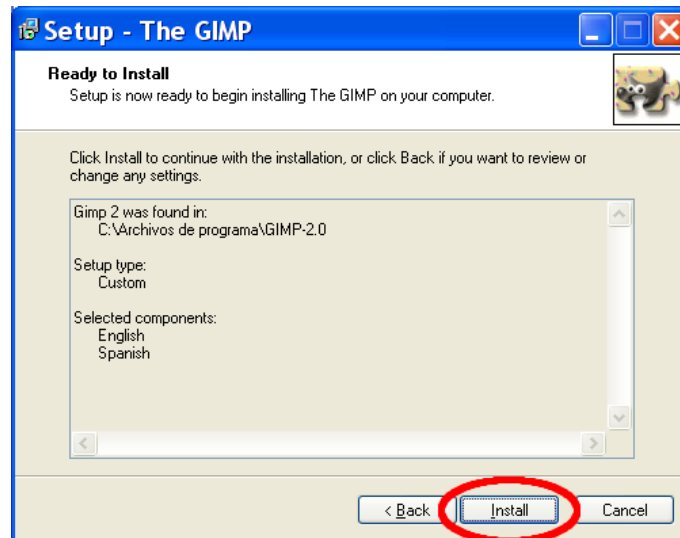 Setup - The GIMP
Ready to Install
Setup is now ready to begin installing The GIMP on your computer.
Click Install to continue with the installation, or click Back if you want to review or
change any settings.
Gimp 2 was found in:
C:\Archivos de programa\GIMP-2.0
Setup type:
Custom
Selected components:
English
Spanish
< Back
Install
Cancel